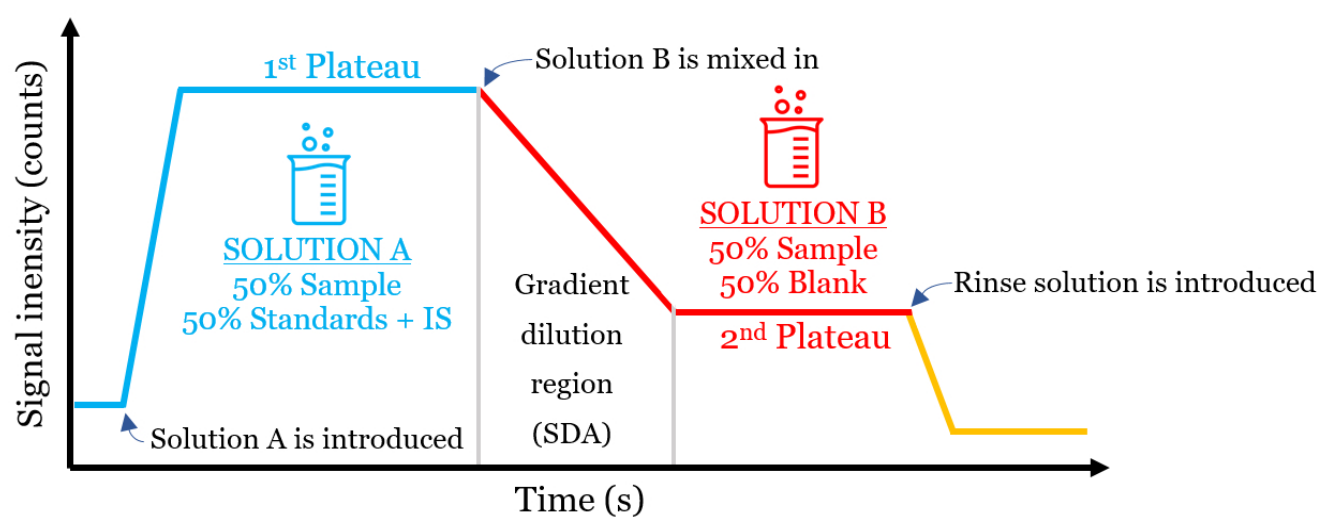 Signal inensity (counts)
1st Plateau
Solution B is mixed in
SOLUTION A
50% Sample
50% Standards + IS
Solution A is introduced
Gradient
dilution
region
(SDA)
SOLUTION B
50% Sample
50% Blank
2nd Plateau
Rinse solution is introduced
Time (s)